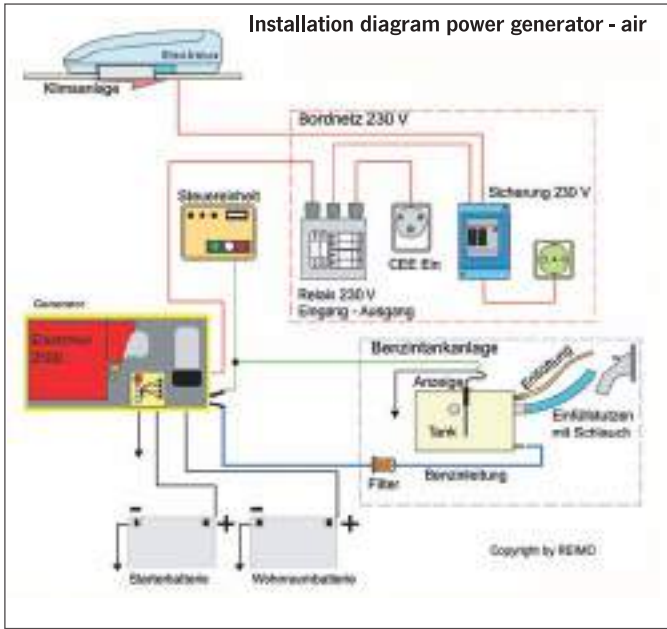 Installation diagram power generator - air
Electrolux
Klimaanlage
Bordnetz 230 V
Steuereinheit
Sicherung 230 V
CEE Ein
Relais 230 V
Eingang - Ausgang
Generator
Benzintankanlage
Entlüftung
Anzeige
Einfüllstutzen
mit Schlauch
Tank
Filter
Benzinleitung
- +
- +
Starterbatterie
Wohnraumbatterie
Copyright by REIMO